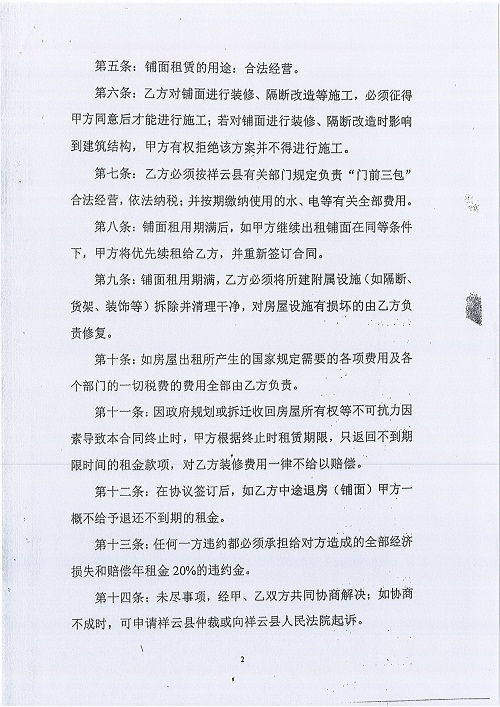 第五条：铺面租赁的用途：合法经营。
第六条：乙方对铺面进行装修、隔断改造等施工，必须征得
甲方同意后才能进行施工；若对铺面进行装修、隔断改造时影响
到建筑结构，甲方有权拒绝该方案并不得进行施工。
第七条：乙方必须按祥云县有关部门规定负责“门前三包”
合法经营，依法纳税；并按期缴纳使用的水、电等有关全部费用。
第八条：铺面租用期满后，如甲方继续出租铺面在同等条件
下，甲方将优先续租给乙方，并重新签订合同。
第九条：铺面租用期满，乙方必须将所建附属设施（如隔断、
货架、装饰等）拆除并清理干净，对房屋设施有损坏的由乙方负
责修复。
第十条：如房屋出租所产生的国家规定需要的各项费用及各
个部门的一切税费的费用全部由乙方负责。
第十一条：因政府规划或拆迁收回房屋所有权等不可抗力因
素导致本合同终止时，甲方根据终止时租赁期限，只返回不到期
限时间的租金款项，对乙方装修费用一律不给以赔偿。
第十二条：在协议签订后，如乙方中途退房（铺面）甲方一
概不给予退还不到期的租金。
第十三条：任何一方违约都必须承担给对方造成的全部经济
损失和赔偿年租金 20%的违约金。
第十四条：未尽事项，经甲、乙双方共同协商解决；如协商
不成时，可申请祥云县仲裁或向祥云县人民法院起诉。
2